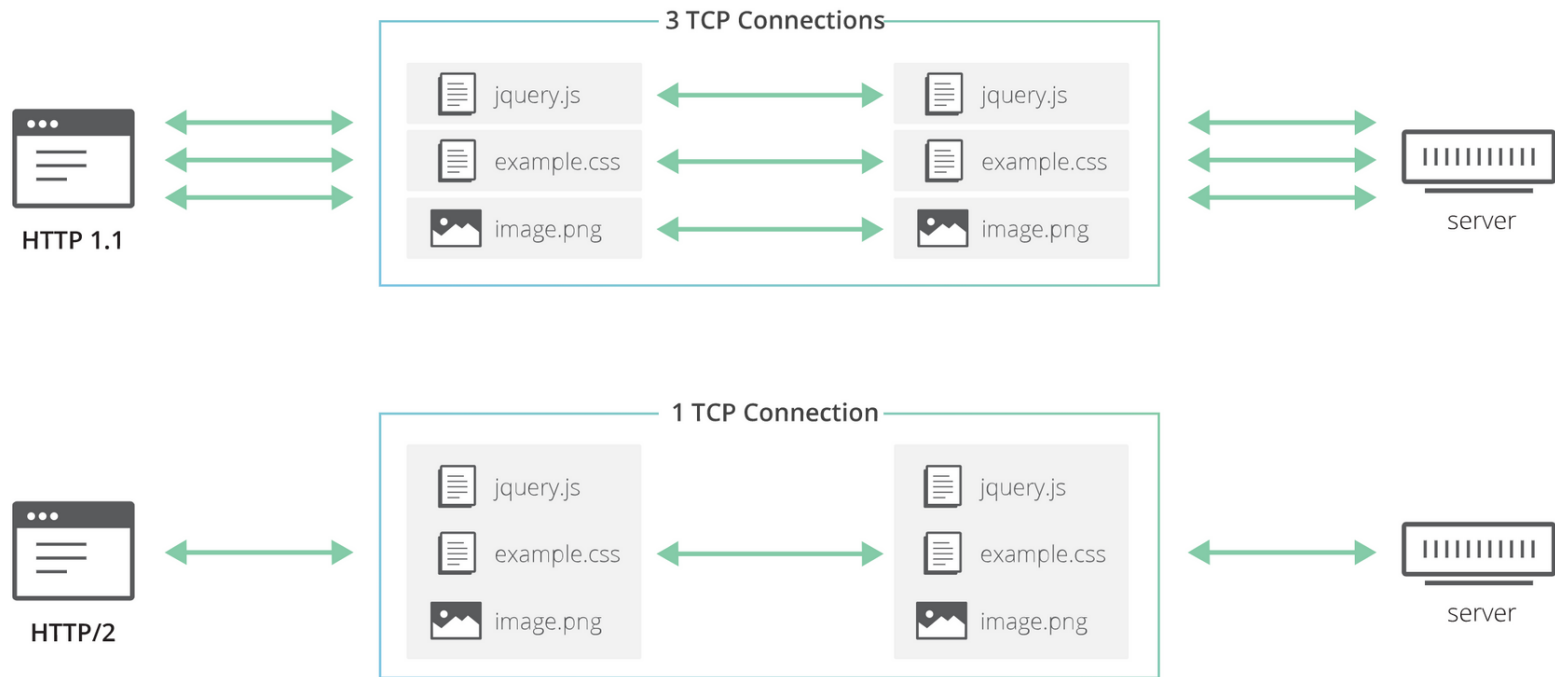 3 TCP Connections
jquery.js
jquery.js
example.css
example.css
image.png
image.png
HTTP 1.1
server
1 TCP Connection
jquery.js
jquery.js
example.css
example.css
image.png
image.png
HTTP/2
server